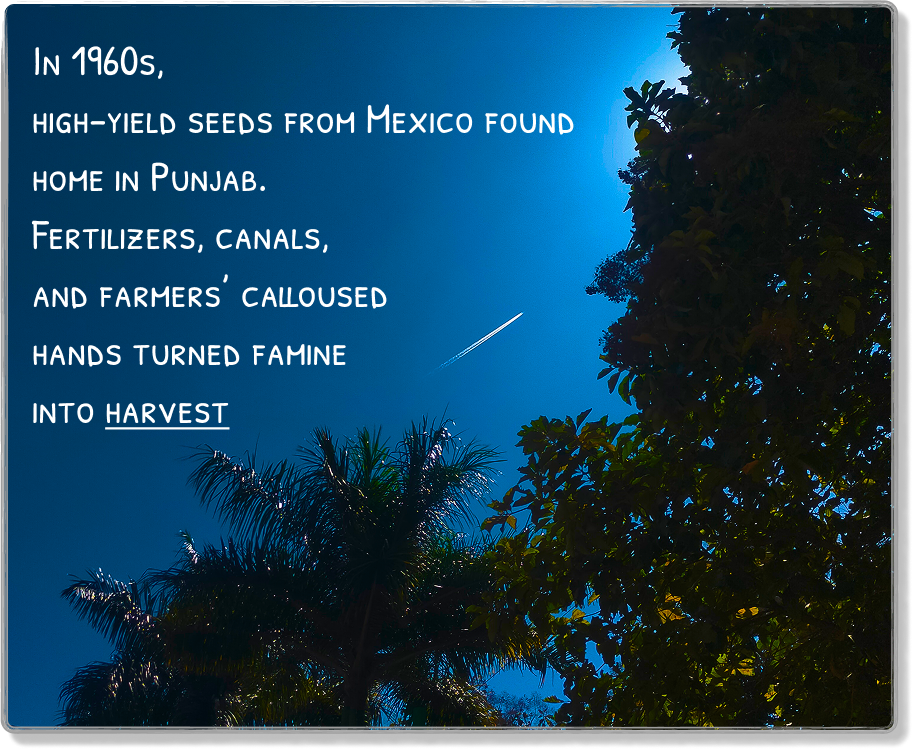 In 1960s,
high-yield seeds from Mexico found
home in Punjab.
Fertilizers, canals,
and farmers' calloused
hands turned famine
into harvest